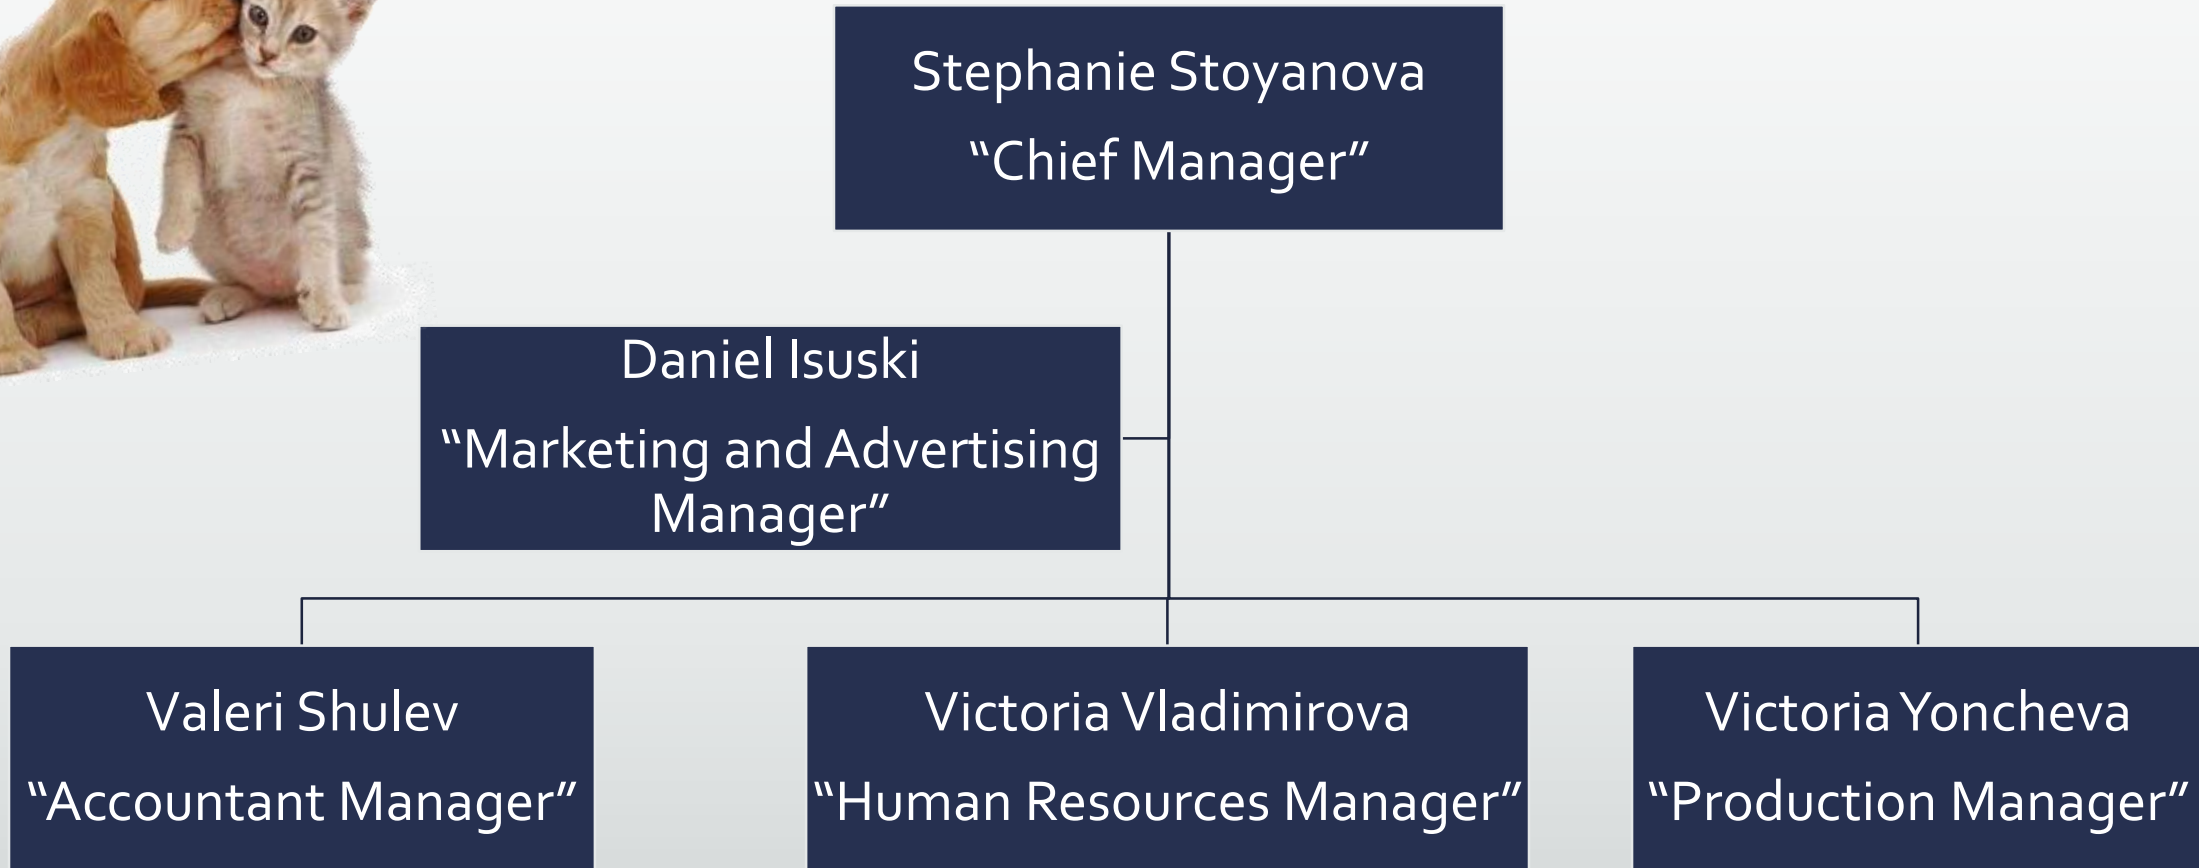 Stephanie Stoyanova
“Chief Manager”
Daniel Isuski
“Marketing and Advertising
Manager”
Valeri Shulev
“Accountant Manager”
Victoria Vladimirova
“Human Resources Manager”
Victoria Yoncheva
“Production Manager”